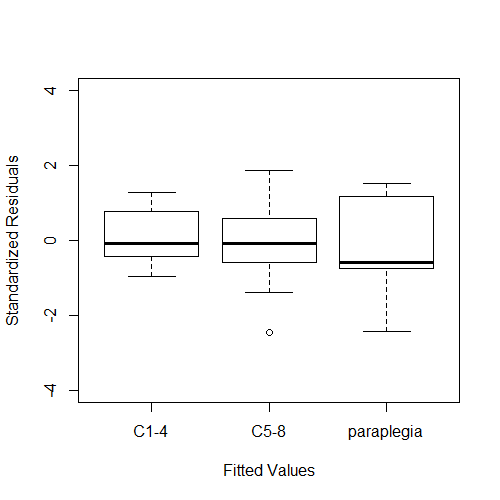 Standardized Residuals
4
2
0
-2
-4
C1-4 C5-8 paraplegia
Fitted Values